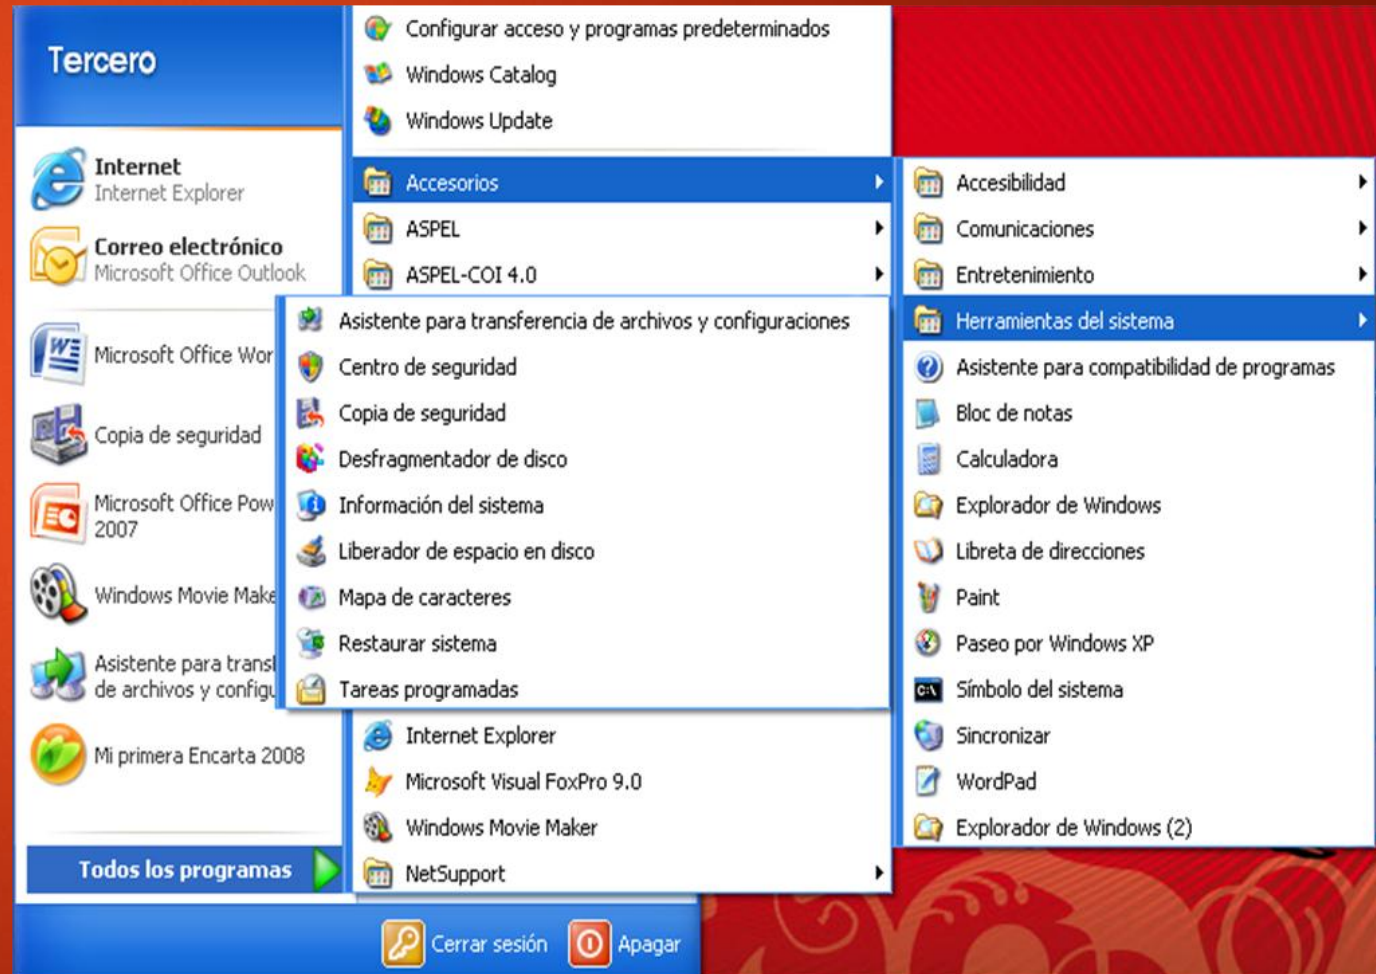 Tercero
Internet
Internet Explorer
Correo electrónico
Microsoft Office Outlook
Microsoft Office Wor
Copia de seguridad
Microsoft Office Pow
2007
Windows Movie Make
Asistente para transf
de archivos y configu
Mi primera Encarta 2008
Todos los programas
Configurar acceso y programas predeterminados
Windows Catalog
Windows Update
Accesorios
ASPEL
ASPEL-COI 4.0
Internet Explorer
Microsoft Visual FoxPro 9.0
Windows Movie Maker
NetSupport
Accesibilidad
Comunicaciones
Entretenimiento
Herramientas del sistema
Asistente para compatibilidad de programas
Bloc de notas
Calculadora
Explorador de Windows
Libreta de direcciones
Paint
Paseo por Windows XP
Símbolo del sistema
Sincronizar
WordPad
Explorador de Windows (2)
Asistente para transferencia de archivos y configuraciones
Centro de seguridad
Copia de seguridad
Desfragmentador de disco
Información del sistema
Liberador de espacio en disco
Mapa de caracteres
Restaurar sistema
Tareas programadas
Cerrar sesión
Apagar